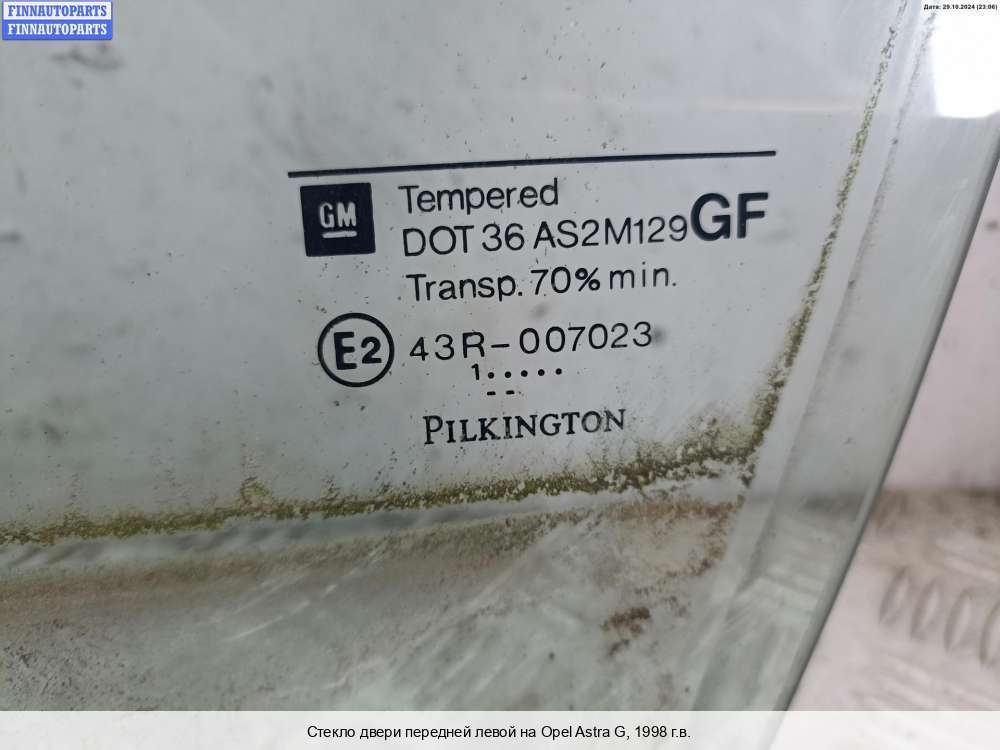 FINNAUTOPARTS
FINNAUTOPARTS
Дата: 29.10.2024 (23:06)
GM
Tempered
DOT 36 AS2M129 GF
Transp. 70% min.
E2 43R-007023
1.....
--
PILKINGTON
Стекло двери передней левой на Opel Astra G, 1998 г.в.